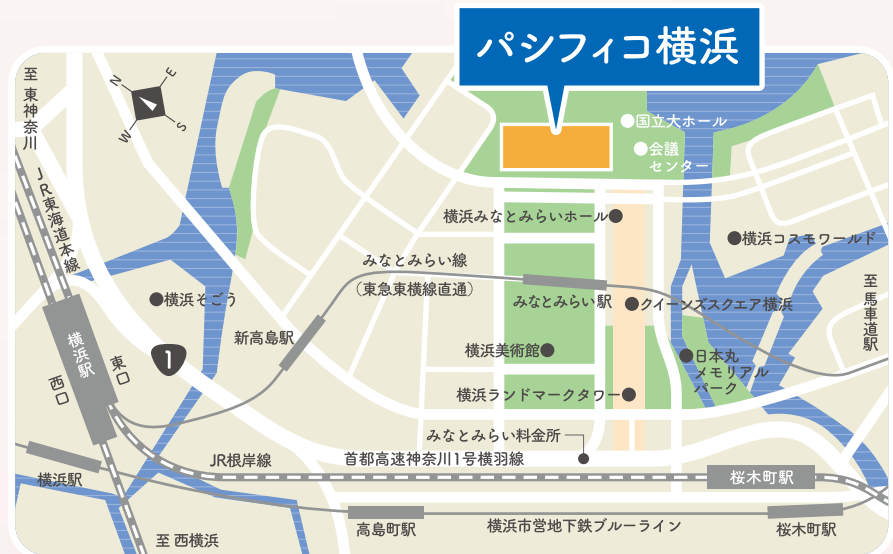 パシフィコ横浜
至 東神奈川
N
E
W
S
国立大ホール
会議
センター
JR東海道本線
横浜みなとみらいホール
横浜コスモワールド
みなとみらい線
(東急東横線直通)
至 馬車道駅
横浜そごう
みなとみらい駅
クイーンズスクエア横浜
新高島駅
横浜駅
東口
西口
1
横浜美術館
日本丸
メモリアル
パーク
横浜ランドマークタワー
みなとみらい料金所
JR根岸線
首都高速神奈川1号横羽線
横浜駅
桜木町駅
高島町駅
横浜市営地下鉄ブルーライン
桜木町駅
至 西横浜